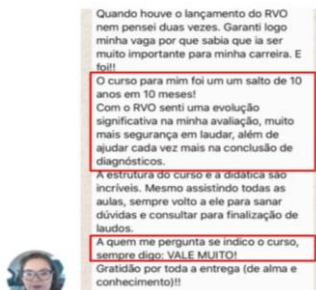 Quando houve o lançamento do RVO
nem pensei duas vezes. Garanti logo
minha vaga por que sabia que ia ser
muito importante para minha carreira. E
foi!!
O curso para mim foi um um salto de 10
anos em 10 meses!
Com o RVO senti uma evolução
significativa na minha avaliação, muito
mais segurança em laudar, além de
ajudar cada vez mais na conclusão de
diagnósticos.
A estrutura do curso e a didática são
incríveis. Mesmo assistindo todas as
aulas, sempre volto a ele para sanar
dúvidas e consultar para finalização de
laudos.
A quem me pergunta se indico o curso,
sempre digo: VALE MUITO!
Gratidão por toda a entrega (de alma e
conhecimento)!!